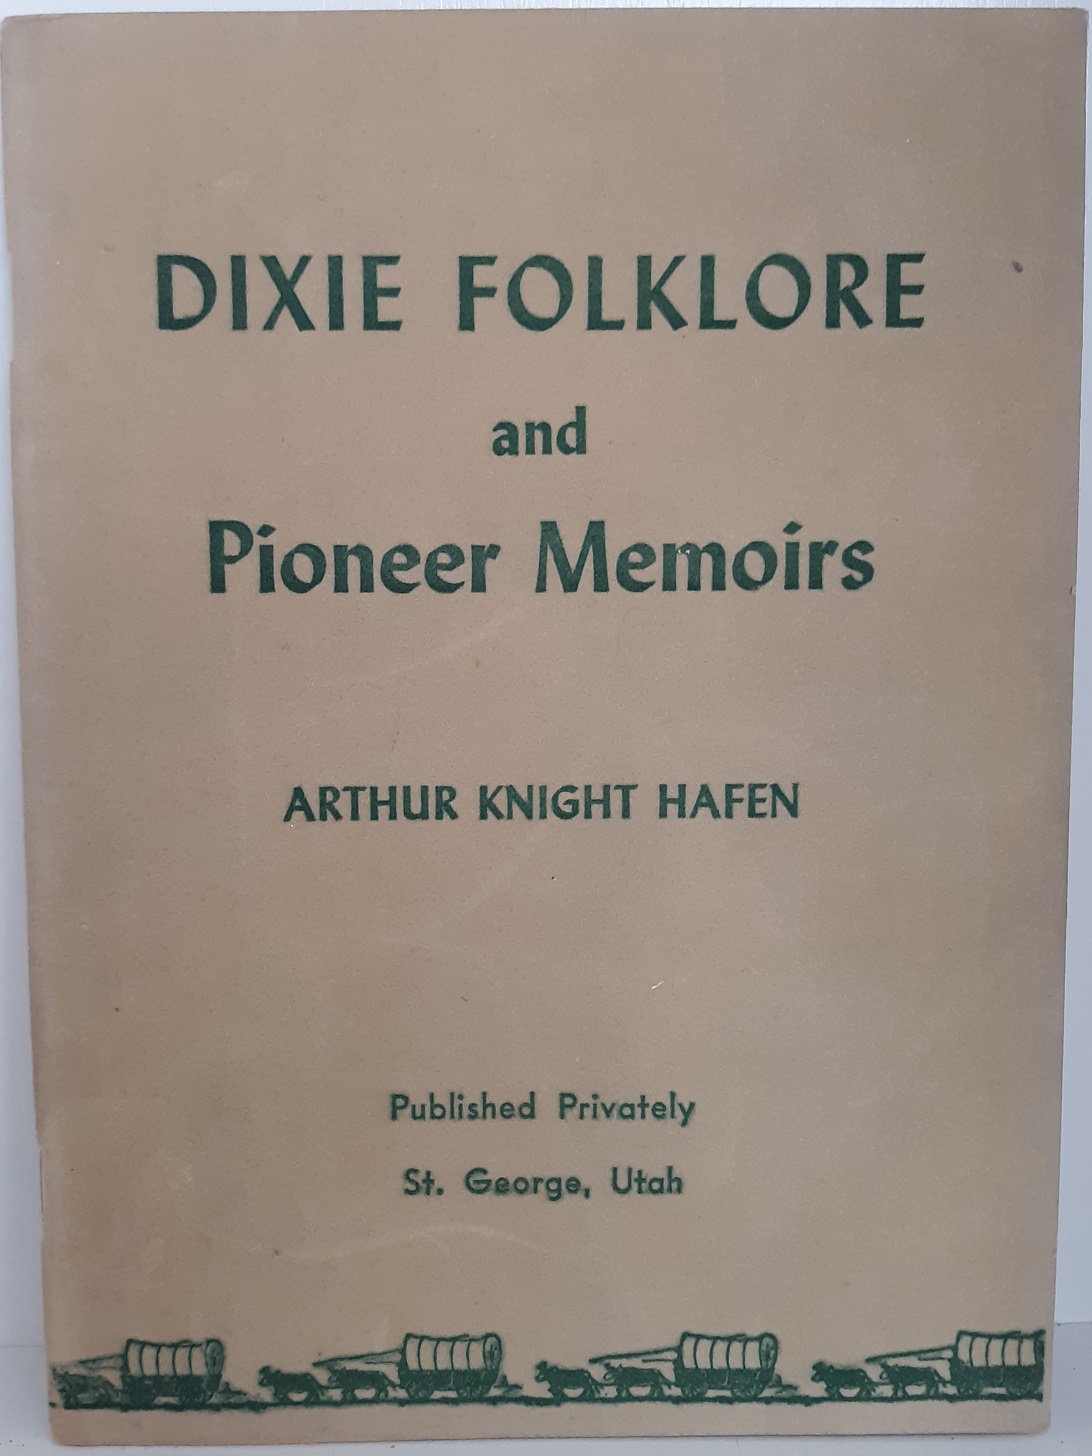 DIXIE FOLKLORE
and
Pioneer Memoirs
ARTHUR KNIGHT HAFEN
Published Privately
St. George, Utah